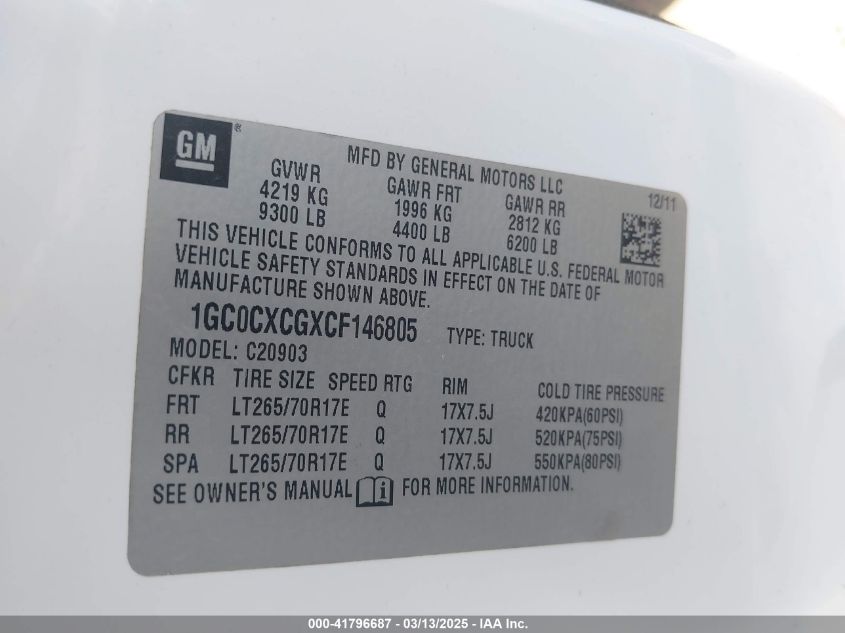 GM ®
MFD BY GENERAL MOTORS LLC
12/11
GVWR GAWR FRT GAWR RR
4219 KG 1996 KG 2812 KG
9300 LB 4400 LB 6200 LB
THIS VEHICLE CONFORMS TO ALL APPLICABLE U.S. FEDERAL MOTOR
VEHICLE SAFETY STANDARDS IN EFFECT ON THE DATE OF
MANUFACTURE SHOWN ABOVE.
1GC0CXCGXCF146805 TYPE: TRUCK
MODEL: C20903
CFKR TIRE SIZE SPEED RTG RIM COLD TIRE PRESSURE
FRT LT265/70R17E Q 17X7.5J 420KPA(60PSI)
RR LT265/70R17E Q 17X7.5J 520KPA(75PSI)
SPA LT265/70R17E Q 17X7.5J 550KPA(80PSI)
SEE OWNER'S MANUAL FOR MORE INFORMATION.
000-41796687 - 03/13/2025 - IAA Inc.